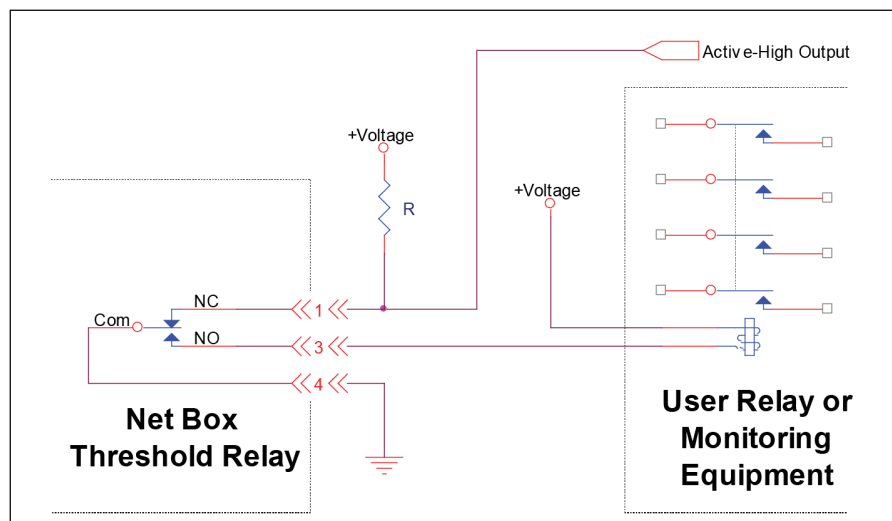 Active-High Output
+Voltage
R
+Voltage
NC
1
Com
NO
3
4
Net Box
Threshold Relay
User Relay or
Monitoring
Equipment